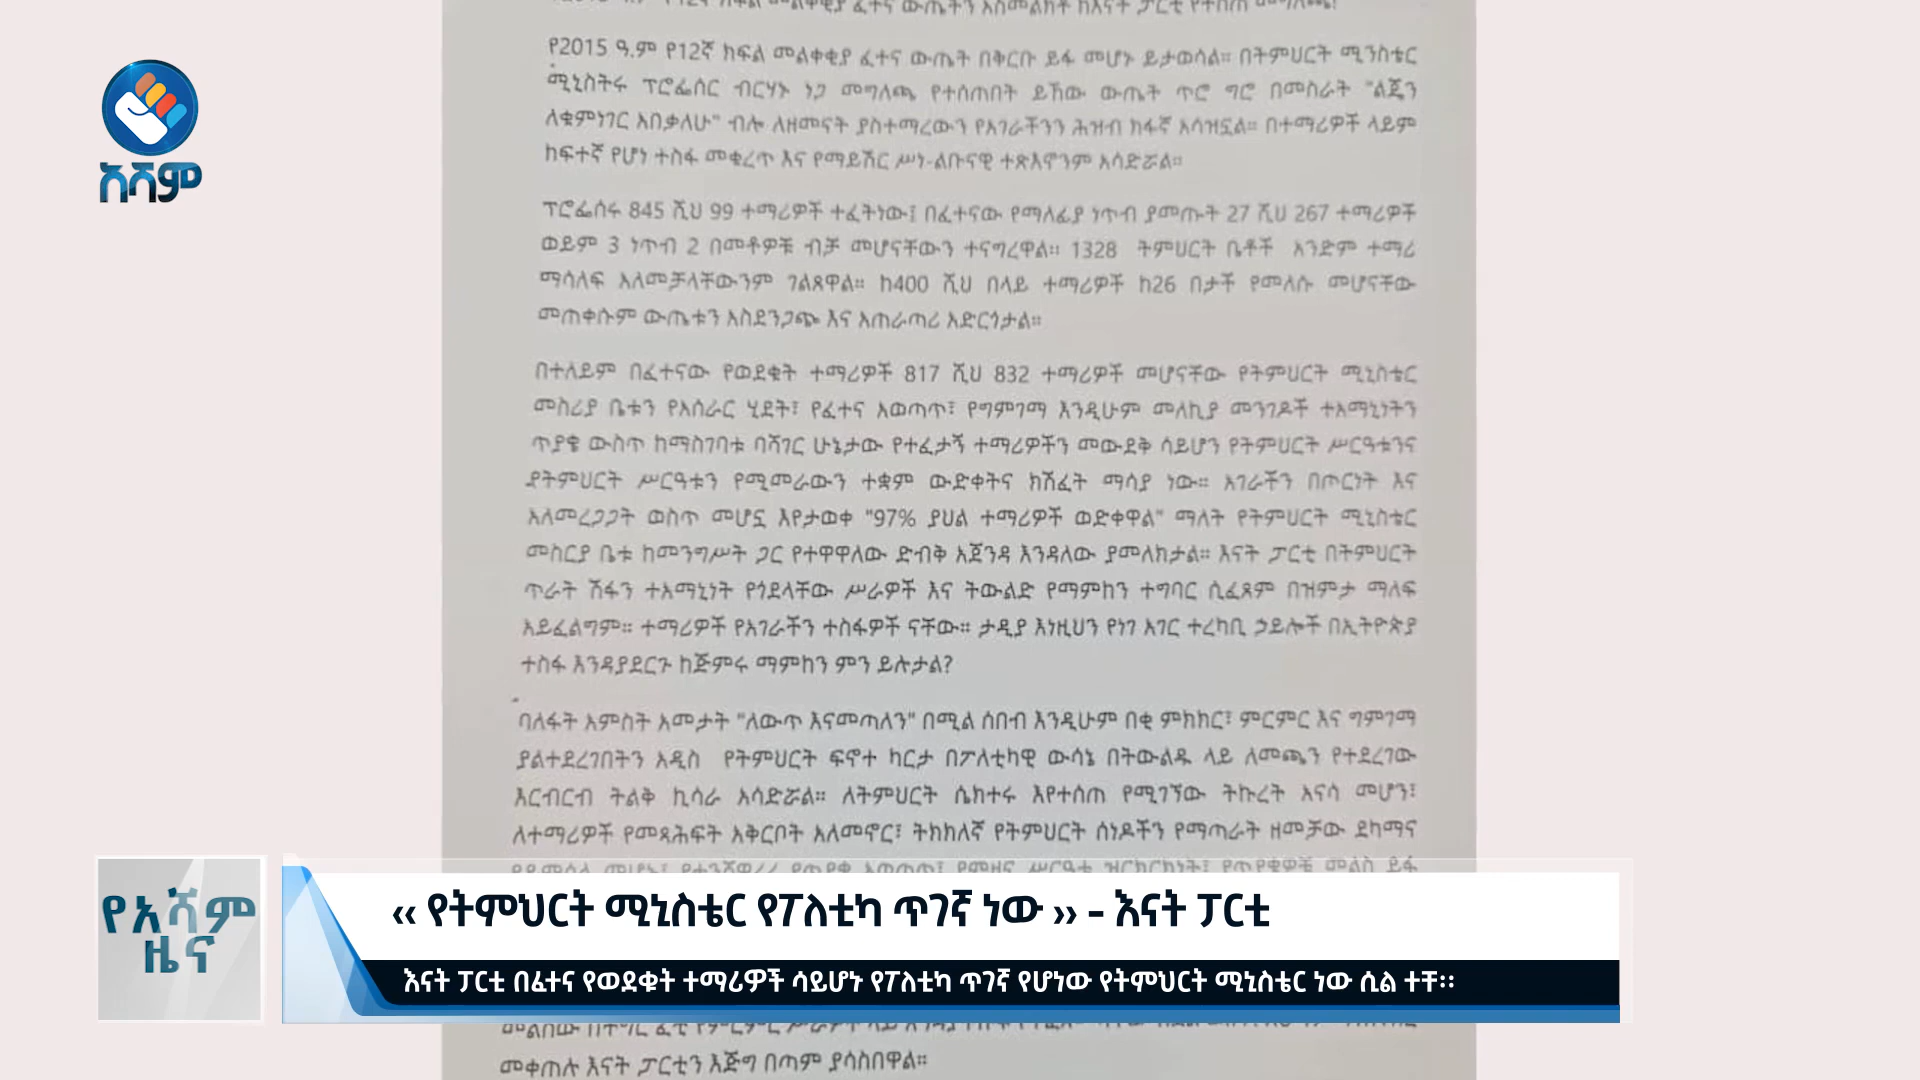 የ2015 ዓ.ም የ12ኛ ክፍል መልቀቂያ ፈተና ውጤት በቅርቡ ይፋ መሆኑ ይታወሳል። በትምህርት ሚንስቴር
ሚኒስትሩ ፕሮፌሰር ብርሃኑ ነጋ መግለጫ የተሰጠበት ይኸው ውጤት ጥሮ ግሮ በመስራት "ልጄን
ለቁምነገር አበቃለሁ" ብሎ ለዘመናት ያስተማረውን የአገራችንን ሕዝብ ክፋኛ አሳዝኗል። በተማሪዎች ላይም
ከፍተኛ የሆነ ተስፋ መቁረጥ እና የማይሽር ሥነ-ልቡናዊ ተጽእኖንም አሳድሯል።
ፕሮፌሰሩ 845 ሺህ 99 ተማሪዎች ተፈትነው፤ በፈተናው የማለፊያ ነጥብ ያመጡት 27 ሺህ 267 ተማሪዎች
ወይም 3 ነጥብ 2 በመቶዎቹ ብቻ መሆናቸውን ተናግረዋል። 1328 ትምህርት ቤቶች አንድም ተማሪ
ማሳለፍ አለመቻላቸውንም ገልጸዋል። ከ400 ሺህ በላይ ተማሪዎች ከ26 በታች የመለሱ መሆናቸው
መጠቀሱም ውጤቱን አስደንጋጭ እና አጠራጣሪ አድርጎታል።
በተለይም በፈተናው የወደቁት ተማሪዎች 817 ሺህ 832 ተማሪዎች መሆናቸው የትምህርት ሚኒስቴር
መስሪያ ቤቱን የአሰራር ሂደት፣ የፈተና አወጣጥ፣ የግምገማ እንዲሁም መለኪያ መንገዶች ተአማኒነትን
ጥያቄ ውስጥ ከማስገባቱ ባሻገር ሁኔታው የተፈታኝ ተማሪዎችን መውደቅ ሳይሆን የትምህርት ሥርዓቱንና
ያትምህርት ሥርዓቱን የሚመራውን ተቋም ውድቀትና ክሽፈት ማሳያ ነው። አገራችን በጦርነት እና
አለመረጋጋት ወስጥ መሆኗ እየታወቀ "97% ያህል ተማሪዎች ወድቀዋል" ማለት የትምህርት ሚኒስቴር
መስርያ ቤቱ ከመንግሥት ጋር የተዋዋለው ድብቅ አጀንዳ እንዳለው ያመለክታል። እናት ፓርቲ በትምህርት
ጥራት ሽፋን ተአማኒነት የጎደላቸው ሥራዎች እና ትውልድ የማምከን ተግባር ሲፈጸም በዝምታ ማለፍ
አይፈልግም። ተማሪዎች የአገራችን ተስፋዎች ናቸው። ታዲያ እነዚህን የነገ አገር ተረካቢ ኃይሎች በኢትዮጵያ
ተስፋ እንዳያደርጉ ከጅምሩ ማምከን ምን ይሉታል?
ባለፋት አምስት አመታት "ለውጥ እናመጣለን" በሚል ሰበብ እንዲሁም በቂ ምክክር፣ ምርምር እና ግምገማ
ያልተደረገበትን አዲስ የትምህርት ፍኖተ ካርታ በፖለቲካዊ ውሳኔ በትውልዱ ላይ ለመጫን የተደረገው
እርብርብ ትልቅ ኪሳራ አሳድሯል። ለትምህርት ሴክተሩ እየተሰጠ የሚገኘው ትኩረት አናሳ መሆን፣
ለተማሪዎች የመጻሕፍት አቅርቦት አለመኖር፣ ትክክለኛ የትምህርት ሰነዶችን የማጣራት ዘመቻው ደካማና
መቀጠሉ እናት ፓርቲን እጅግ በጣም ያሳስበዋል።
አሻም
የአሻም
ዜና
‹‹ የትምህርት ሚኒስቴር የፖለቲካ ጥገኛ ነው ›› - እናት ፓርቲ
እናት ፓርቲ በፈተና የወደቁት ተማሪዎች ሳይሆኑ የፖለቲካ ጥገኛ የሆነው የትምህርት ሚኒስቴር ነው ሲል ተቸ፡፡